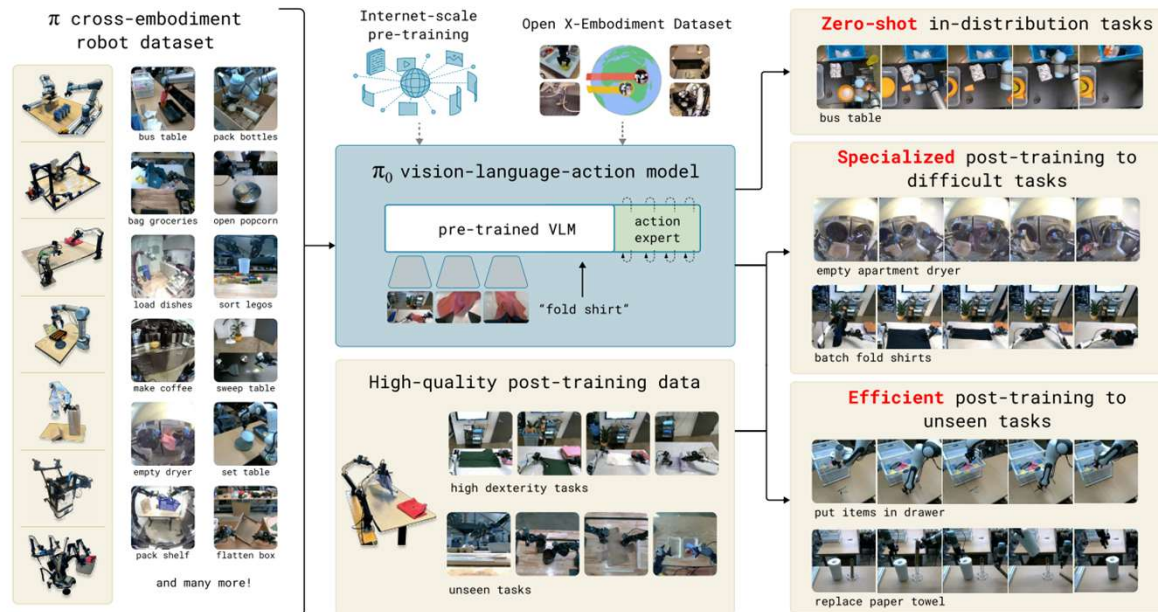 π cross-embodiment
robot dataset
bus table
pack bottles
bag groceries
open popcorn
load dishes
sort legos
make coffee
sweep table
empty dryer
set table
pack shelf
flatten box
and many more!
Internet-scale
pre-training
Open X-Embodiment Dataset
π₀ vision-language-action model
pre-trained VLM
action
expert
"fold shirt"
High-quality post-training data
high dexterity tasks
unseen tasks
Zero-shot in-distribution tasks
bus table
Specialized post-training to
difficult tasks
empty apartment dryer
batch fold shirts
Efficient post-training to
unseen tasks
put items in drawer
replace paper towel